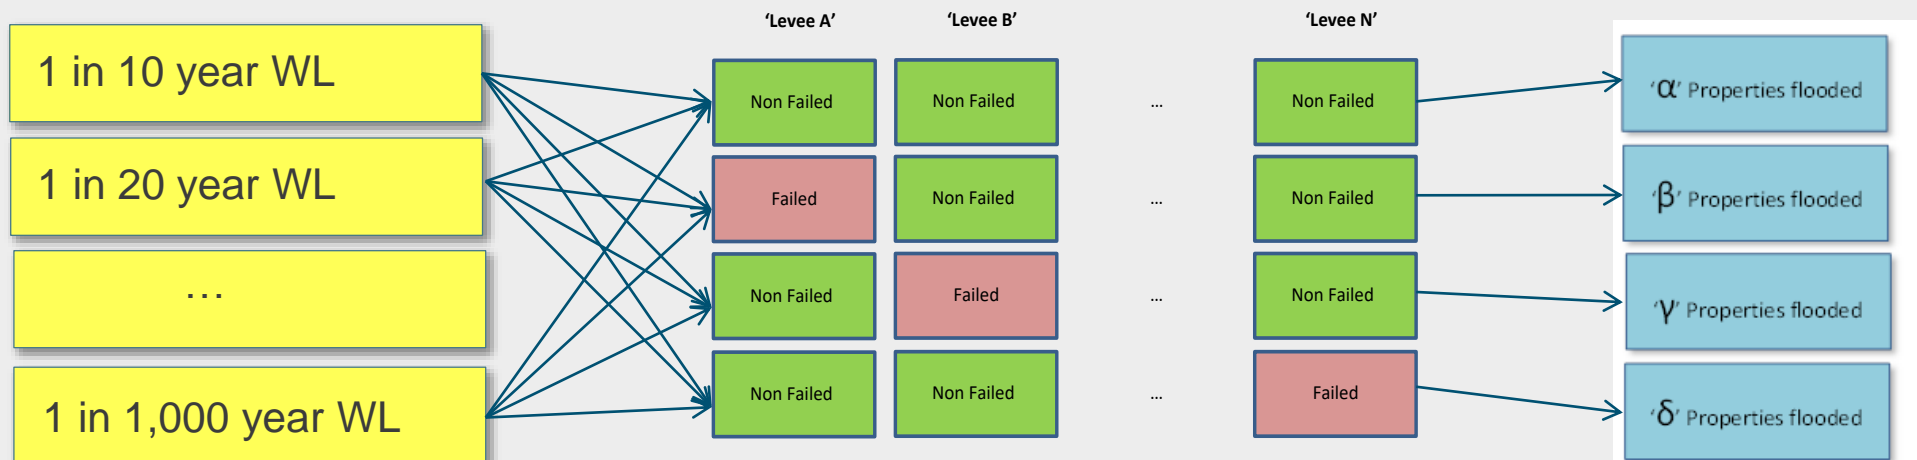 'Levee A' 'Levee B' 'Levee N'
1 in 10 year WL
Non Failed Non Failed ... Non Failed
'α' Properties flooded
1 in 20 year WL
Failed Non Failed ... Non Failed
'β' Properties flooded
...
Non Failed Failed ... Non Failed
'γ' Properties flooded
1 in 1,000 year WL
Non Failed Non Failed ... Failed
'δ' Properties flooded